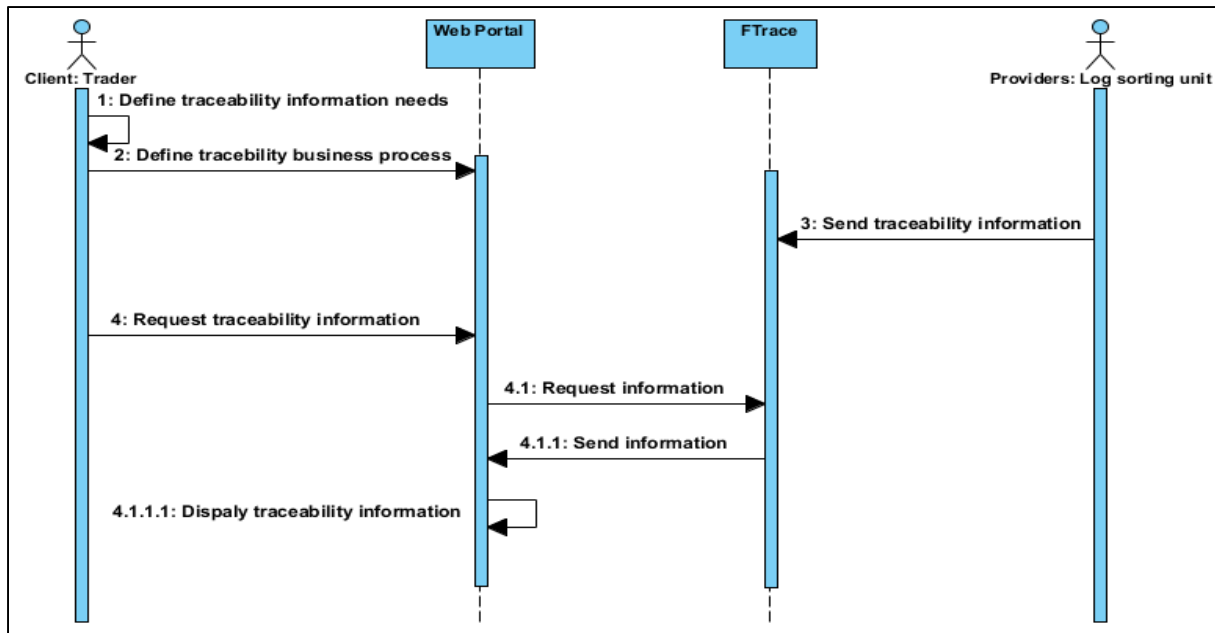 Web Portal
FTrace
Client: Trader
Providers: Log sorting unit
1: Define traceability information needs
2: Define tracebility business process
3: Send traceability information
4: Request traceability information
4.1: Request information
4.1.1: Send information
4.1.1.1: Dispaly traceability information